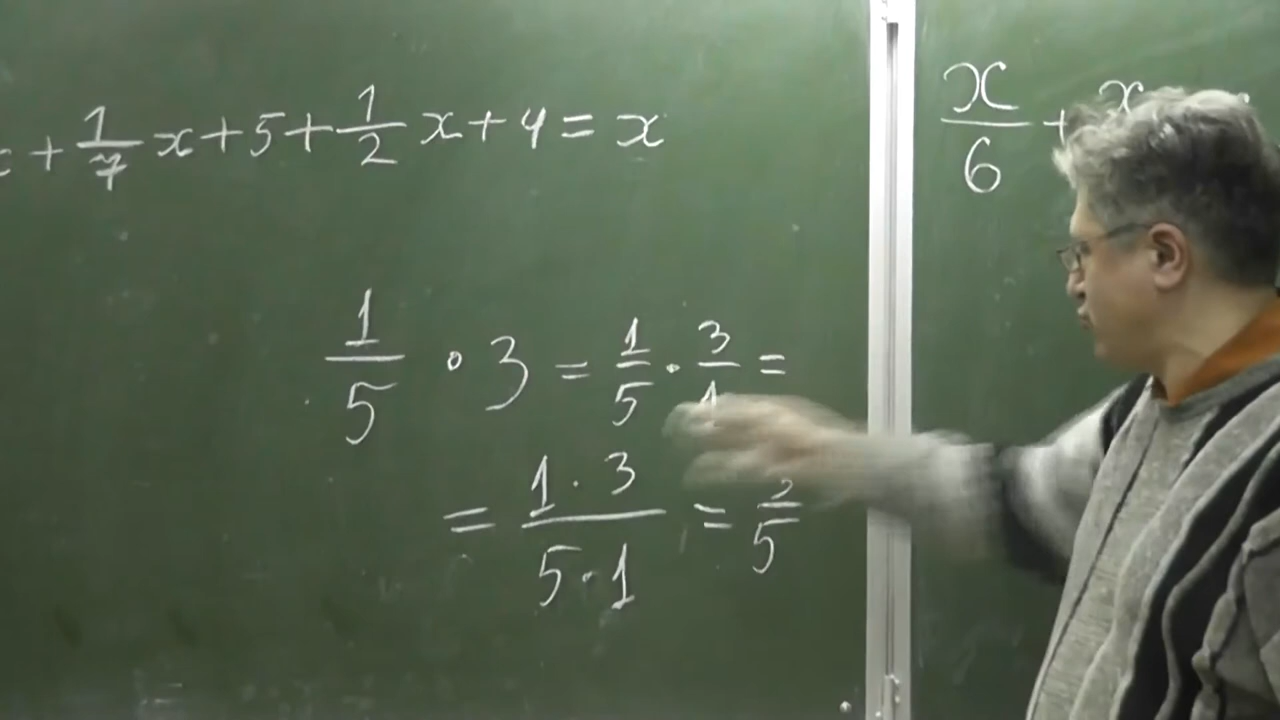 + 1/7 x + 5 + 1/2 x + 4 = x
1/5 · 3 = 1/5 · 3/1 =
= 1 · 3 / 5 · 1 = 3/5
x/6 + x